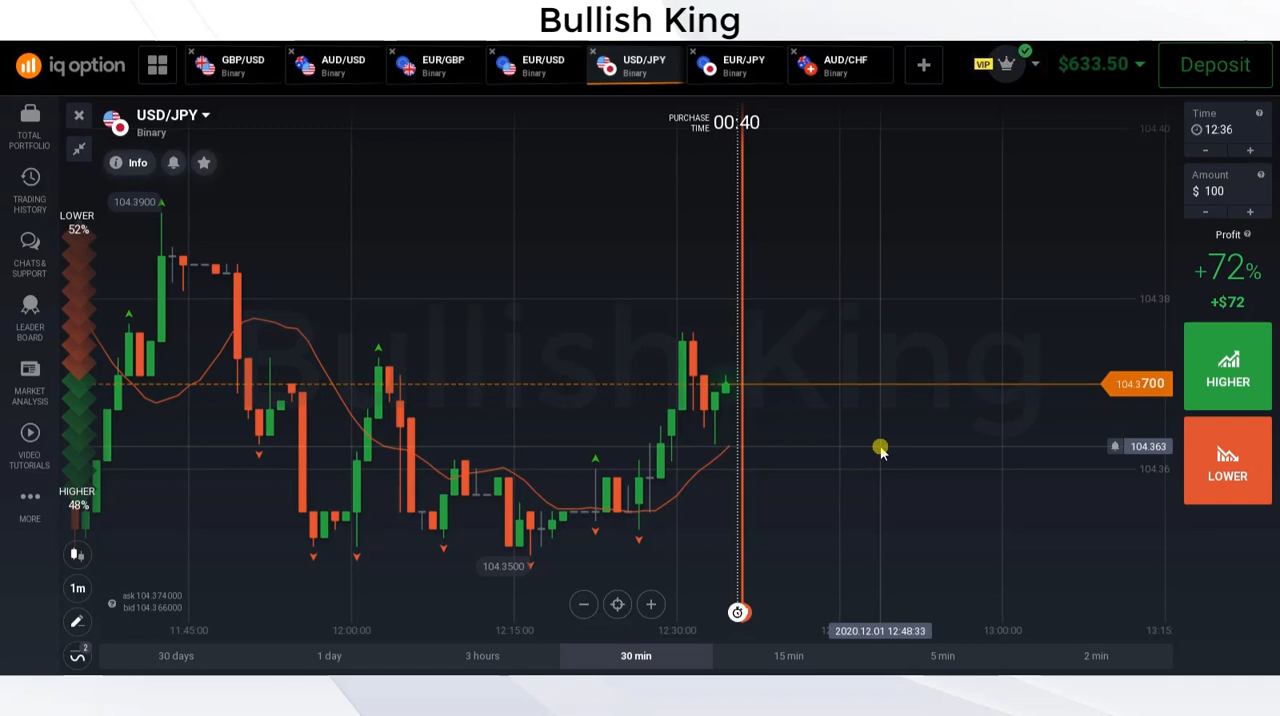 Bullish King
iq option
GBP/USD
Binary
AUD/USD
Binary
EUR/GBP
Binary
EUR/USD
Binary
USD/JPY
Binary
EUR/JPY
Binary
AUD/CHF
Binary
VIP
$633.50
Deposit
TOTAL
PORTFOLIO
TRADING
HISTORY
CHATS &
SUPPORT
LEADER
BOARD
MARKET
ANALYSIS
VIDEO
TUTORIALS
MORE
USD/JPY
Binary
Info
PURCHASE
TIME
00:40
104.3900
LOWER
52%
HIGHER
48%
Bullish King
104.3500
1m
2
ask 104.374000
bid 104.366000
104.40
104.38
104.3700
104.363
104.36
11:45:00
12:00:00
12:15:00
12:30:00
2020.12.01 12:48:33
13:00:00
13:15
30 days
1 day
3 hours
30 min
15 min
5 min
2 min
Time
12:36
- +
Amount
$ 100
- +
Profit
+72%
+$72
HIGHER
LOWER